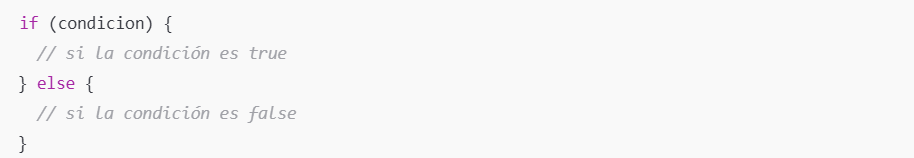 if (condicion) {
  // si la condición es true
} else {
  // si la condición es false
}